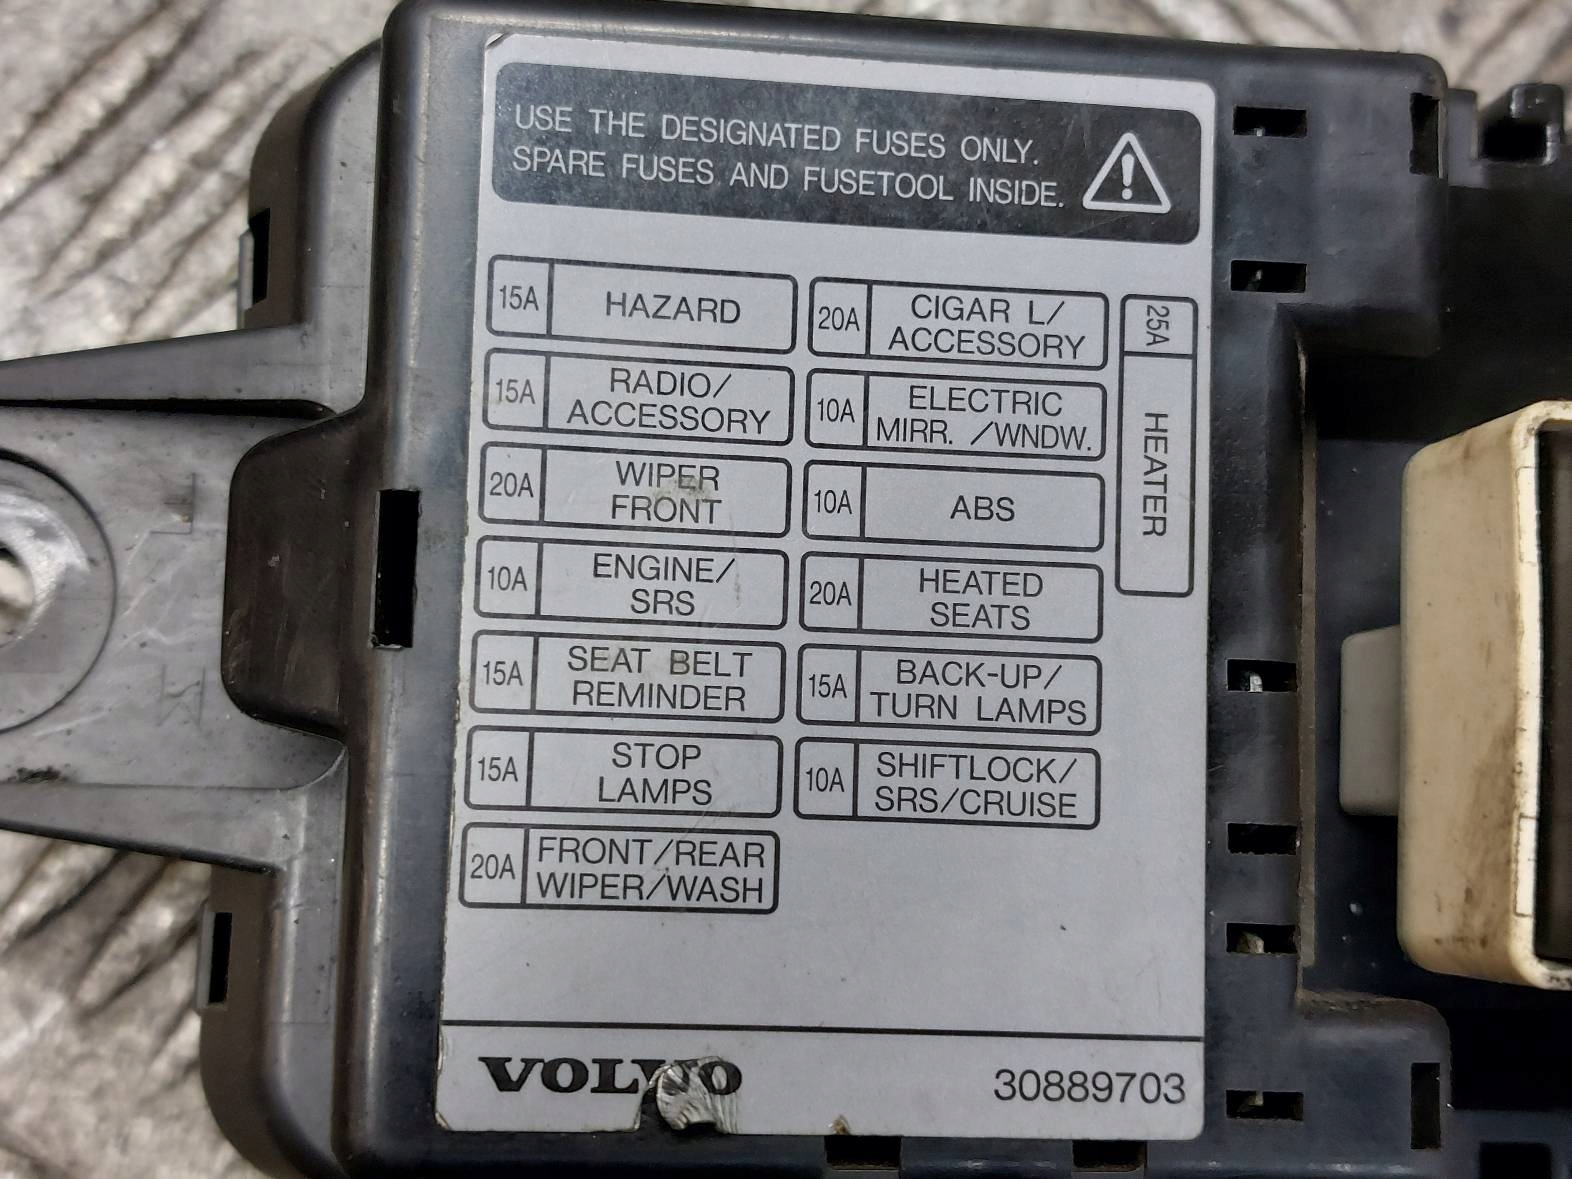 USE THE DESIGNATED FUSES ONLY.
SPARE FUSES AND FUSETOOL INSIDE.
15A HAZARD
15A RADIO/
ACCESSORY
20A WIPER
FRONT
10A ENGINE/
SRS
15A SEAT BELT
REMINDER
15A STOP
LAMPS
20A FRONT/REAR
WIPER/WASH
20A CIGAR L/
ACCESSORY
10A ELECTRIC
MIRR. /WNDW.
10A ABS
20A HEATED
SEATS
15A BACK-UP/
TURN LAMPS
10A SHIFTLOCK/
SRS/CRUISE
25A HEATER
VOLVO
30889703